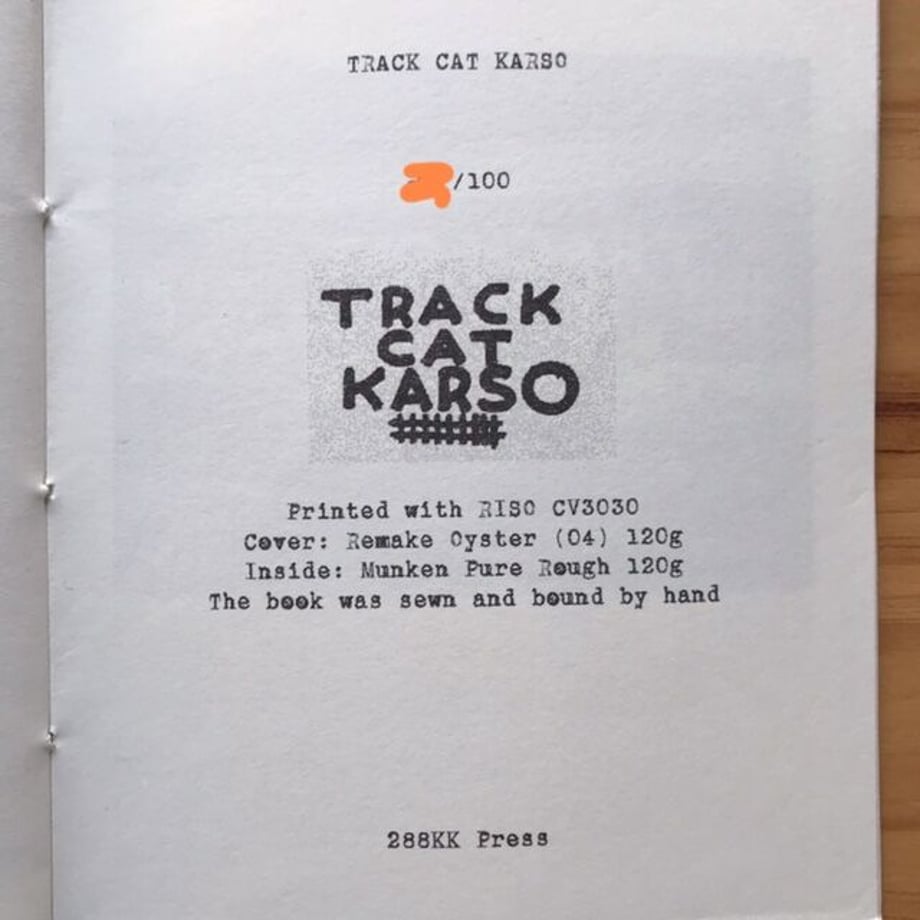 TRACK CAT KARSO
/100
TRACK
CAT
KARSO
Printed with RISO CV3030
Cover: Remake Oyster (04) 120g
Inside: Munken Pure Rough 120g
The book was sewn and bound by hand
288KK Press